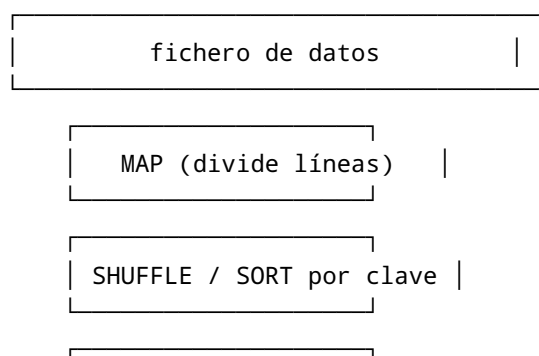 fichero de datos
MAP (divide líneas)
SHUFFLE / SORT por clave